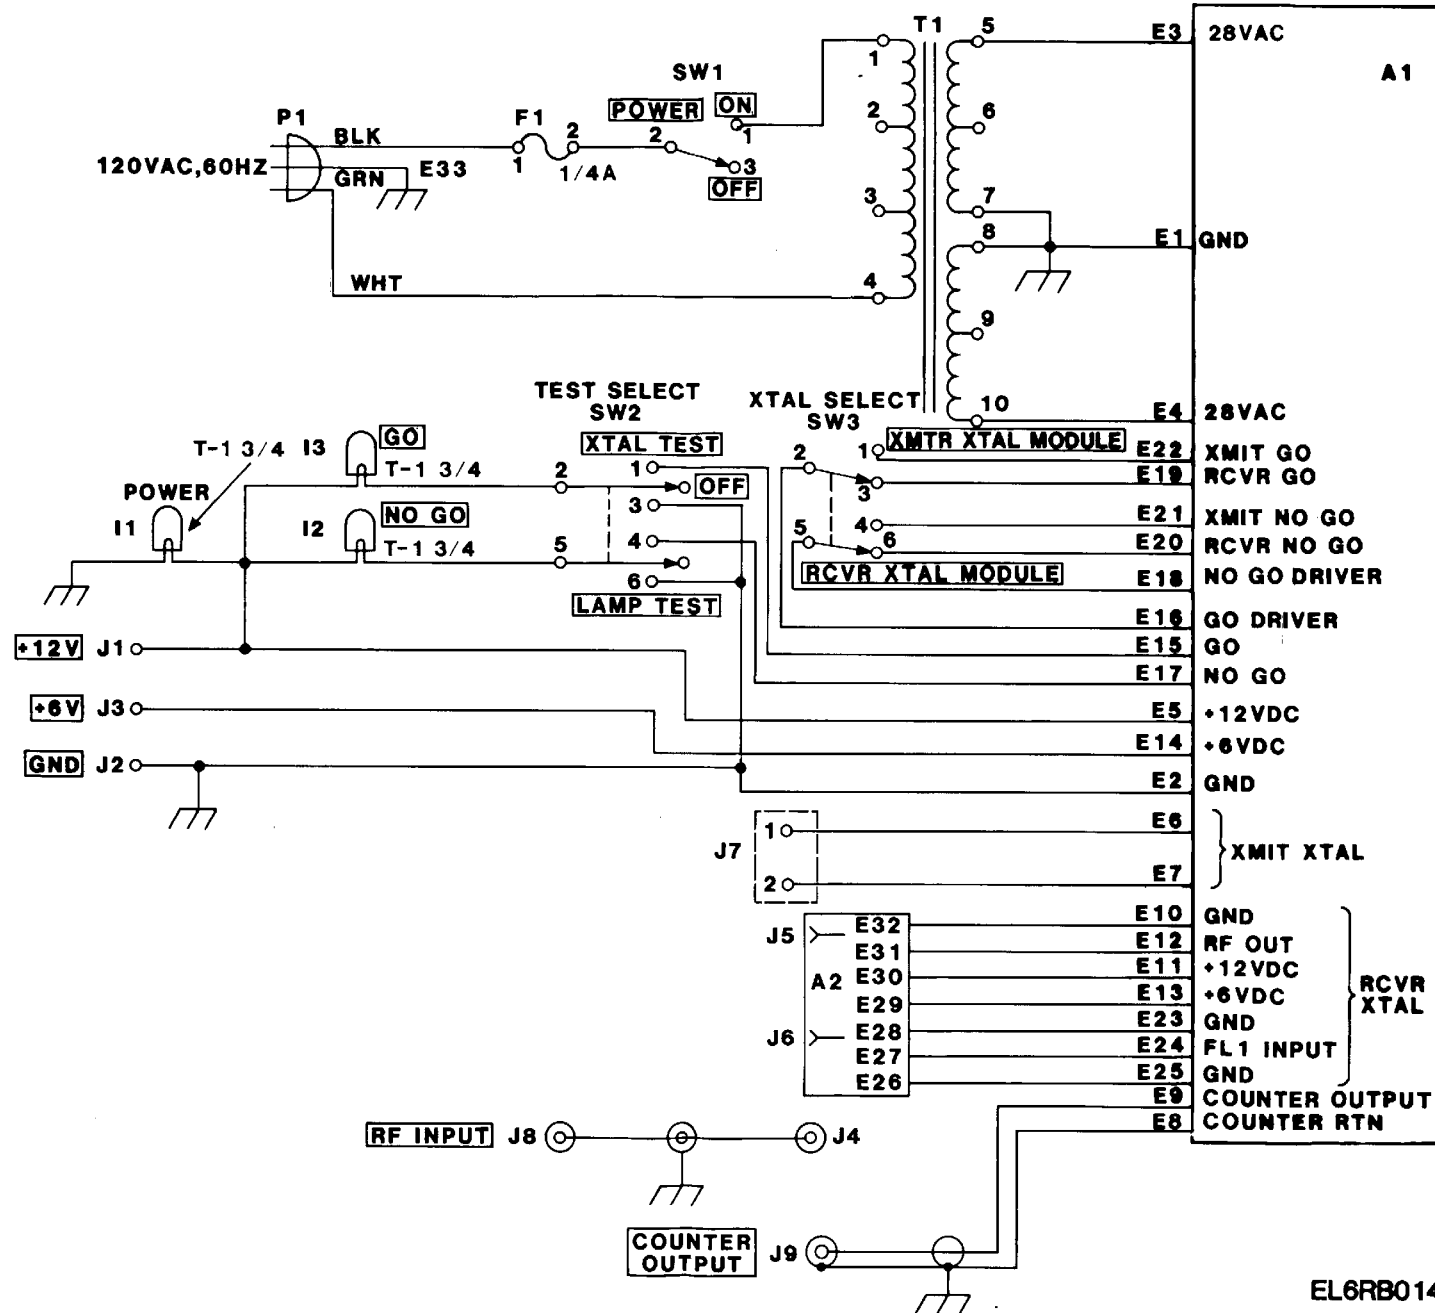 T1
5
E3
28VAC
1
A1
SW1
POWER
ON
2
6
P1
F1
2
2
1
BLK
120VAC,60HZ
E33
1
1/4A
3
GRN
OFF
3
7
8
E1
GND
WHT
4
9
TEST SELECT
SW2
XTAL SELECT
SW3
10
E4
28VAC
T-1 3/4
I3
GO
T-1 3/4
XTAL TEST
2
1
OFF
2
1
XMTR XTAL MODULE
E22
XMIT GO
3
E19
RCVR GO
POWER
I1
I2
NO GO
T-1 3/4
3
5
4
6
E21
XMIT NO GO
E20
RCVR NO GO
5
4
6
RCVR XTAL MODULE
E18
NO GO DRIVER
LAMP TEST
E16
GO DRIVER
+12V
J1
E15
GO
E17
NO GO
+6V
J3
E5
+12VDC
E14
+6VDC
GND
J2
E2
GND
J7
1
E6
XMIT XTAL
2
E7
J5
E32
E10
GND
E31
E12
RF OUT
A2
E30
E11
+12VDC
RCVR
XTAL
E29
E13
+6VDC
J6
E28
E23
GND
E27
E24
FL1 INPUT
E26
E25
GND
E9
COUNTER OUTPUT
E8
COUNTER RTN
RF INPUT
J8
J4
COUNTER
OUTPUT
J9
EL6RB014